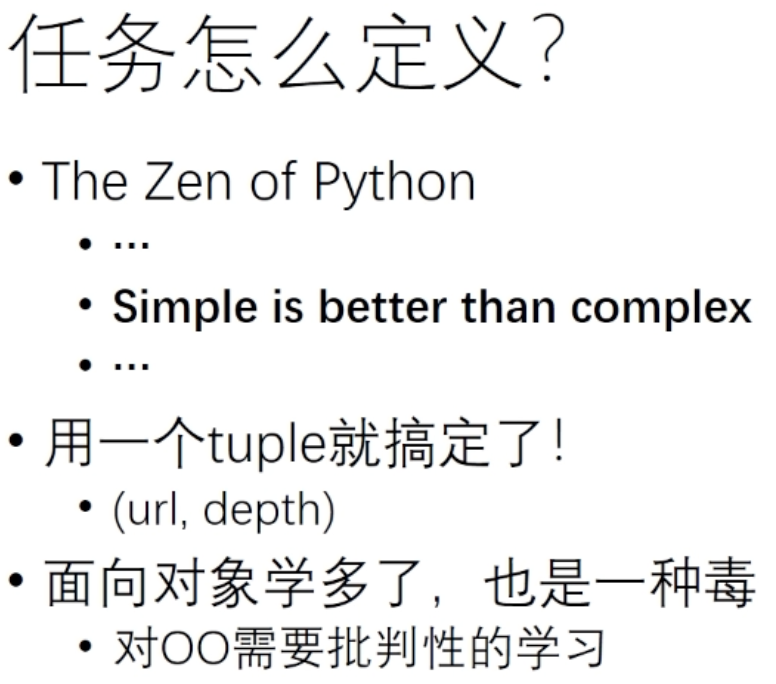 任务怎么定义？
• The Zen of Python
• …
• Simple is better than complex
• …
• 用一个tuple就搞定了！
• (url, depth)
• 面向对象学多了，也是一种毒
• 对OO需要批判性的学习